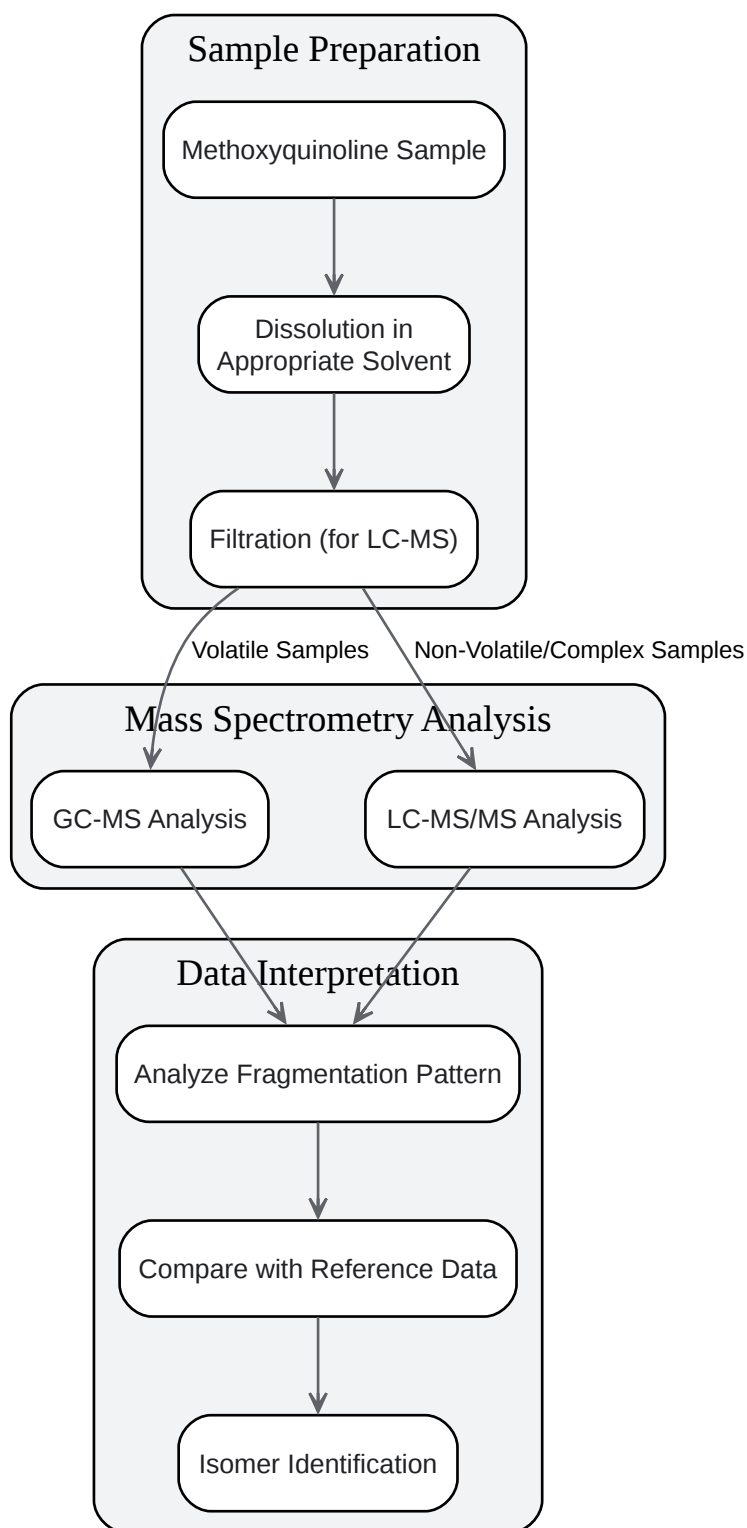 Sample Preparation
Methoxyquinoline Sample
Dissolution in
Appropriate Solvent
Filtration (for LC-MS)
Volatile Samples
Non-Volatile/Complex Samples
Mass Spectrometry Analysis
GC-MS Analysis
LC-MS/MS Analysis
Data Interpretation
Analyze Fragmentation Pattern
Compare with Reference Data
Isomer Identification